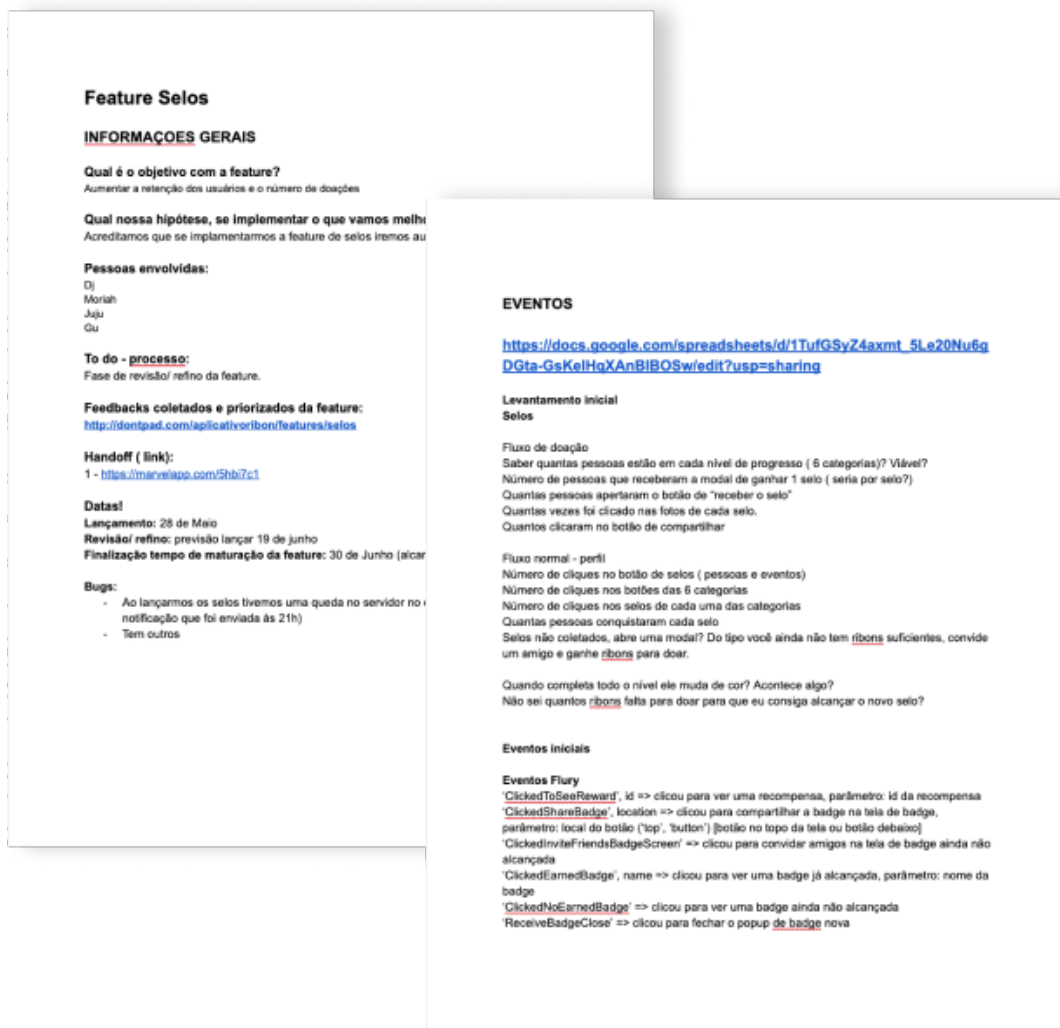 Feature Selos
INFORMAÇOES GERAIS
Qual é o objetivo com a feature?
Aumentar a retenção dos usuários e o número de doações
Qual nossa hipótese, se implementar o que vamos melh
Acreditamos que se implamentarmos a feature de selos iremos au
Pessoas envolvidas:
Dj
Moriah
Juju
Gu
To do - processo:
Fase de revisão/ refino da feature.
Feedbacks coletados e priorizados da feature:
http://dontpad.com/aplicativoribon/features/selos
Handoff ( link):
1 - https://marvelapp.com/5hbi7c1
Datas!
Lançamento: 28 de Maio
Revisão/ refino: previsão lançar 19 de junho
Finalização tempo de maturação da feature: 30 de Junho (alcar
Bugs:
- Ao lançarmos os selos tivemos uma queda no servidor no
notificação que foi enviada às 21h)
- Tem outros
EVENTOS
https://docs.google.com/spreadsheets/d/1TufGSyZ4axmt_5Le20Nu6g
DGta-GsKelHqXAnBIBOSw/edit?usp=sharing
Levantamento inicial
Selos
Fluxo de doação
Saber quantas pessoas estão em cada nível de progresso ( 6 categorias)? Viável?
Número de pessoas que receberam a modal de ganhar 1 selo ( seria por selo?)
Quantas pessoas apertaram o botão de “receber o selo”
Quantas vezes foi clicado nas fotos de cada selo.
Quantos clicaram no botão de compartilhar
Fluxo normal - perfil
Número de cliques no botão de selos ( pessoas e eventos)
Número de cliques nos botões das 6 categorias
Número de cliques nos selos de cada uma das categorias
Quantas pessoas conquistaram cada selo
Selos não coletados, abre uma modal? Do tipo você ainda não tem ribons suficientes, convide
um amigo e ganhe ribons para doar.
Quando completa todo o nível ele muda de cor? Acontece algo?
Não sei quantos ribons falta para doar para que eu consiga alcançar o novo selo?
Eventos iniciais
Eventos Flury
'ClickedToSeeReward', id => clicou para ver uma recompensa, parâmetro: id da recompensa
'ClickedShareBadge', location => clicou para compartilhar a badge na tela de badge,
parâmetro: local do botão ('top', 'button') [botão no topo da tela ou botão debaixo]
'ClickedInviteFriendsBadgeScreen' => clicou para convidar amigos na tela de badge ainda não
alcançada
'ClickedEarnedBadge', name => clicou para ver uma badge já alcançada, parâmetro: nome da
badge
'ClickedNoEarnedBadge' => clicou para ver uma badge ainda não alcançada
'ReceiveBadgeClose' => clicou para fechar o popup de badge nova